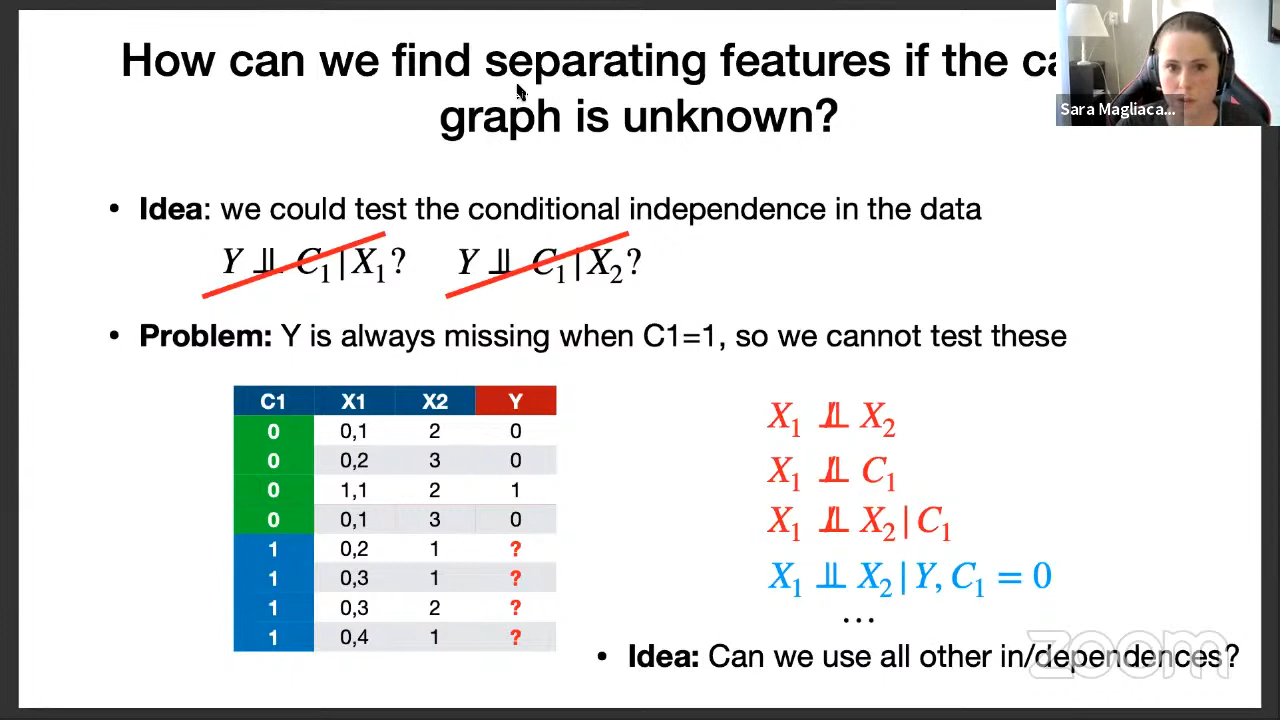 How can we find separating features if the ca
graph is unknown?
Sara Magliaca...
• Idea: we could test the conditional independence in the data
Y ⫫ C₁ | X₁? Y ⫫ C₁ | X₂?
• Problem: Y is always missing when C1=1, so we cannot test these
C1 X1 X2 Y
0 0,1 2 0
0 0,2 3 0
0 1,1 2 1
0 0,1 3 0
1 0,2 1 ?
1 0,3 1 ?
1 0,3 2 ?
1 0,4 1 ?
X₁ ⫫̸ X₂
X₁ ⫫̸ C₁
X₁ ⫫̸ X₂ | C₁
X₁ ⫫ X₂ | Y, C₁ = 0
...
• Idea: Can we use all other in/dependences?
zoom